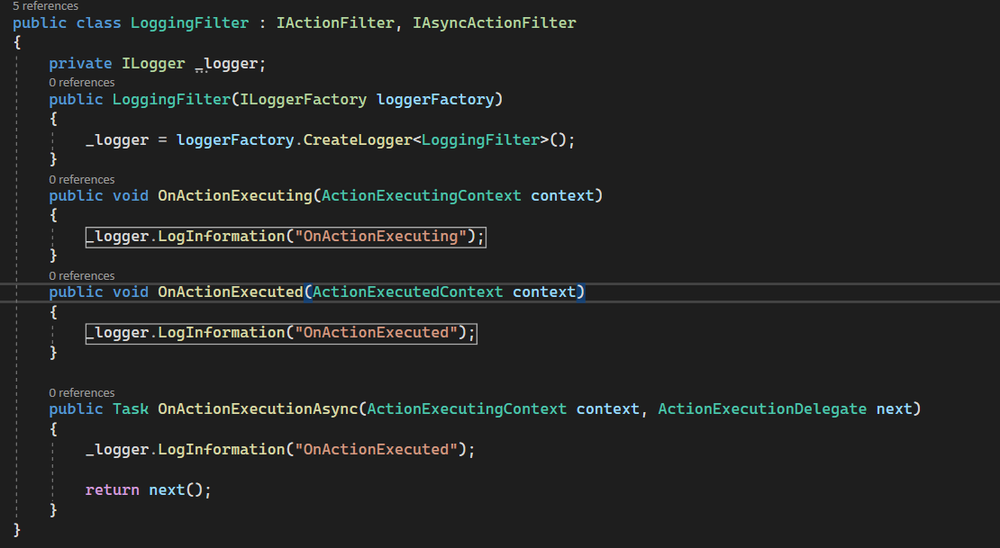 5 references
public class LoggingFilter : IActionFilter, IAsyncActionFilter
{
private ILogger _logger;
0 references
public LoggingFilter(ILoggerFactory loggerFactory)
{
_logger = loggerFactory.CreateLogger<LoggingFilter>();
}
0 references
public void OnActionExecuting(ActionExecutingContext context)
{
_logger.LogInformation("OnActionExecuting");
}
0 references
public void OnActionExecuted(ActionExecutedContext context)
{
_logger.LogInformation("OnActionExecuted");
}
0 references
public Task OnActionExecutionAsync(ActionExecutingContext context, ActionExecutionDelegate next)
{
_logger.LogInformation("OnActionExecuted");
return next();
}
}